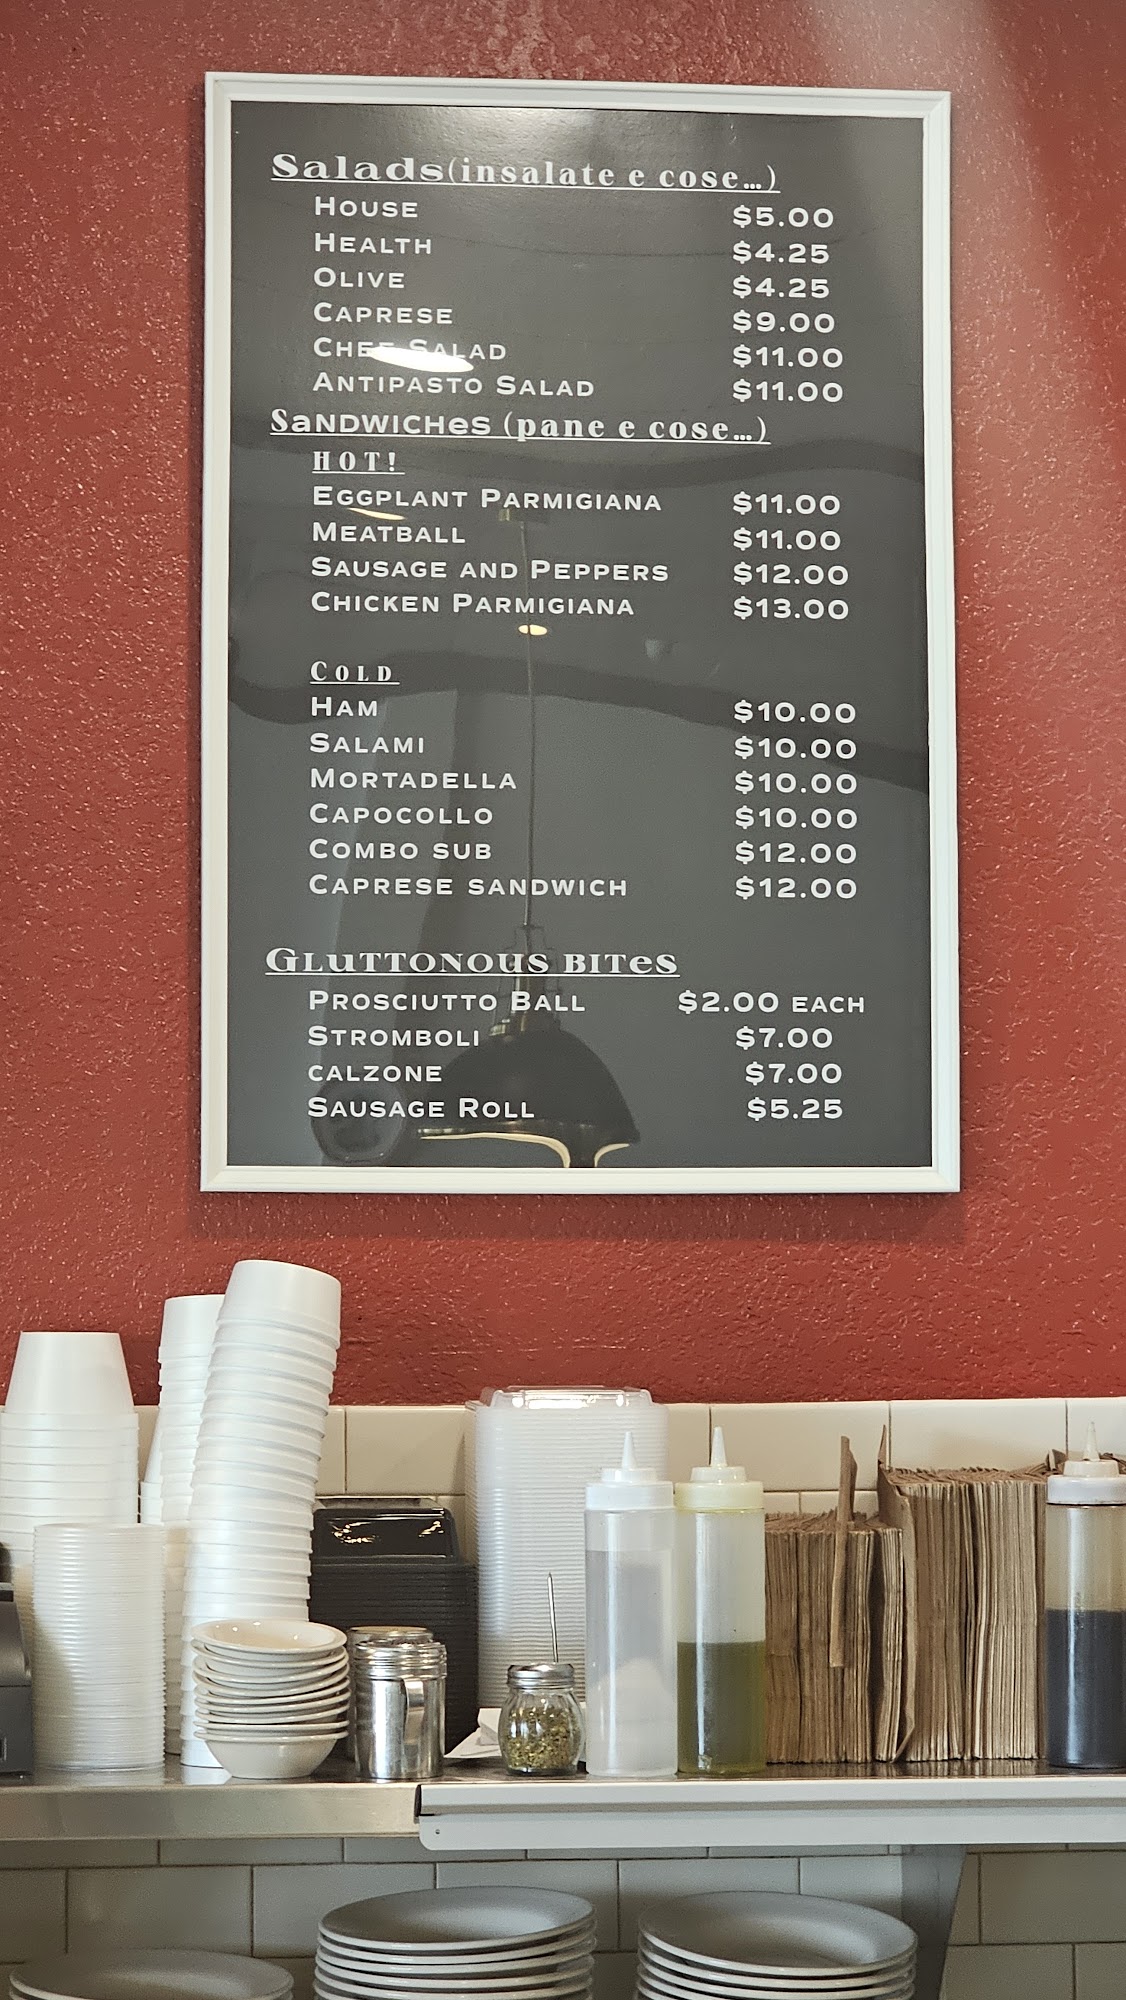 Salads(insalate e cose...)
HOUSE $5.00
HEALTH $4.25
OLIVE $4.25
CAPRESE $9.00
CHEF SALAD $11.00
ANTIPASTO SALAD $11.00
SaNDWICHes (pane e cose...)
HOT!
EGGPLANT PARMIGIANA $11.00
MEATBALL $11.00
SAUSAGE AND PEPPERS $12.00
CHICKEN PARMIGIANA $13.00
COLD
HAM $10.00
SALAMI $10.00
MORTADELLA $10.00
CAPOCOLLO $10.00
COMBO SUB $12.00
CAPRESE SANDWICH $12.00
GLuTTONOUS BITes
PROSCIUTTO BALL $2.00 EACH
STROMBOLI $7.00
CALZONE $7.00
SAUSAGE ROLL $5.25